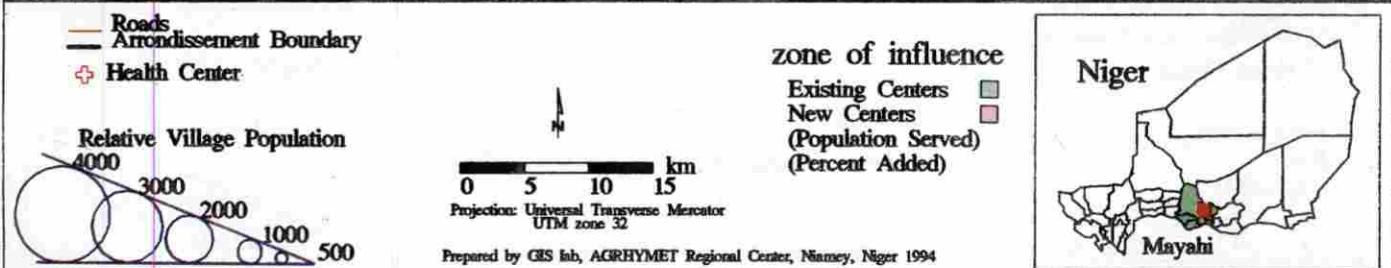 Roads
Arrondissement Boundary
Health Center
Relative Village Population
4000
3000
2000
1000
500
N
km
0 5 10 15
Projection: Universal Transverse Mercator
UTM zone 32
Prepared by GIS lab, AGRHYMET Regional Center, Niamey, Niger 1994
zone of influence
Existing Centers
New Centers
(Population Served)
(Percent Added)
Niger
Mayahi